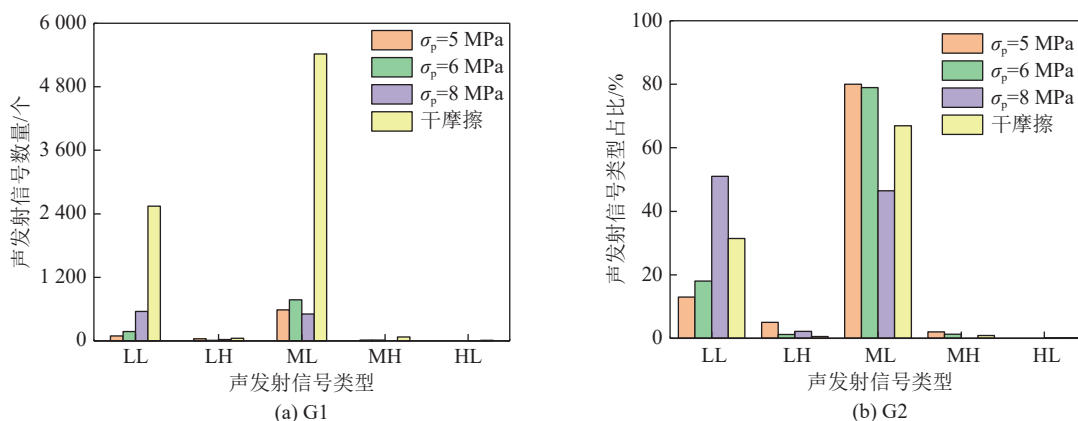 6 000
4 800
3 600
2 400
1 200
0
声发射信号数量/个
σp=5 MPa
σp=6 MPa
σp=8 MPa
干摩擦
LL LH ML MH HL
声发射信号类型
(a) G1
100
80
60
40
20
0
声发射信号类型占比/%
σp=5 MPa
σp=6 MPa
σp=8 MPa
干摩擦
LL LH ML MH HL
声发射信号类型
(b) G2